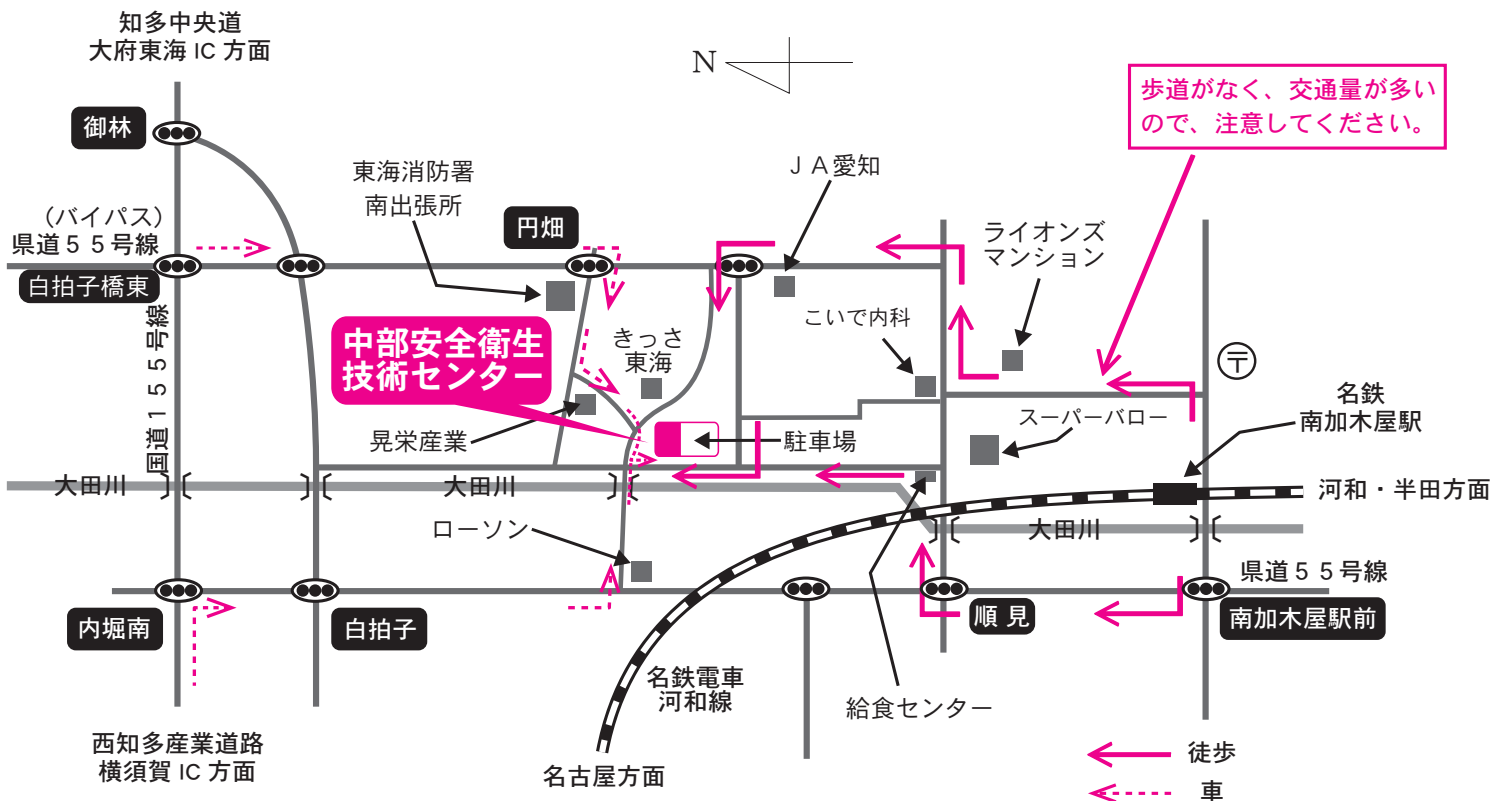 知多中央道
大府東海 IC 方面
N
歩道がなく、交通量が多い
ので、注意してください。
御林
東海消防署
南出張所
ＪＡ愛知
（バイパス）
県道５５号線
円畑
ライオンズ
マンション
白拍子橋東
国道１５５号線
中部安全衛生
技術センター
きっさ
東海
こいで内科
〒
名鉄
南加木屋駅
スーパーバロー
晃栄産業
駐車場
大田川
大田川
河和・半田方面
ローソン
大田川
県道５５号線
内堀南
白拍子
順見
南加木屋駅前
名鉄電車
河和線
給食センター
西知多産業道路
横須賀 IC 方面
名古屋方面
徒歩
車